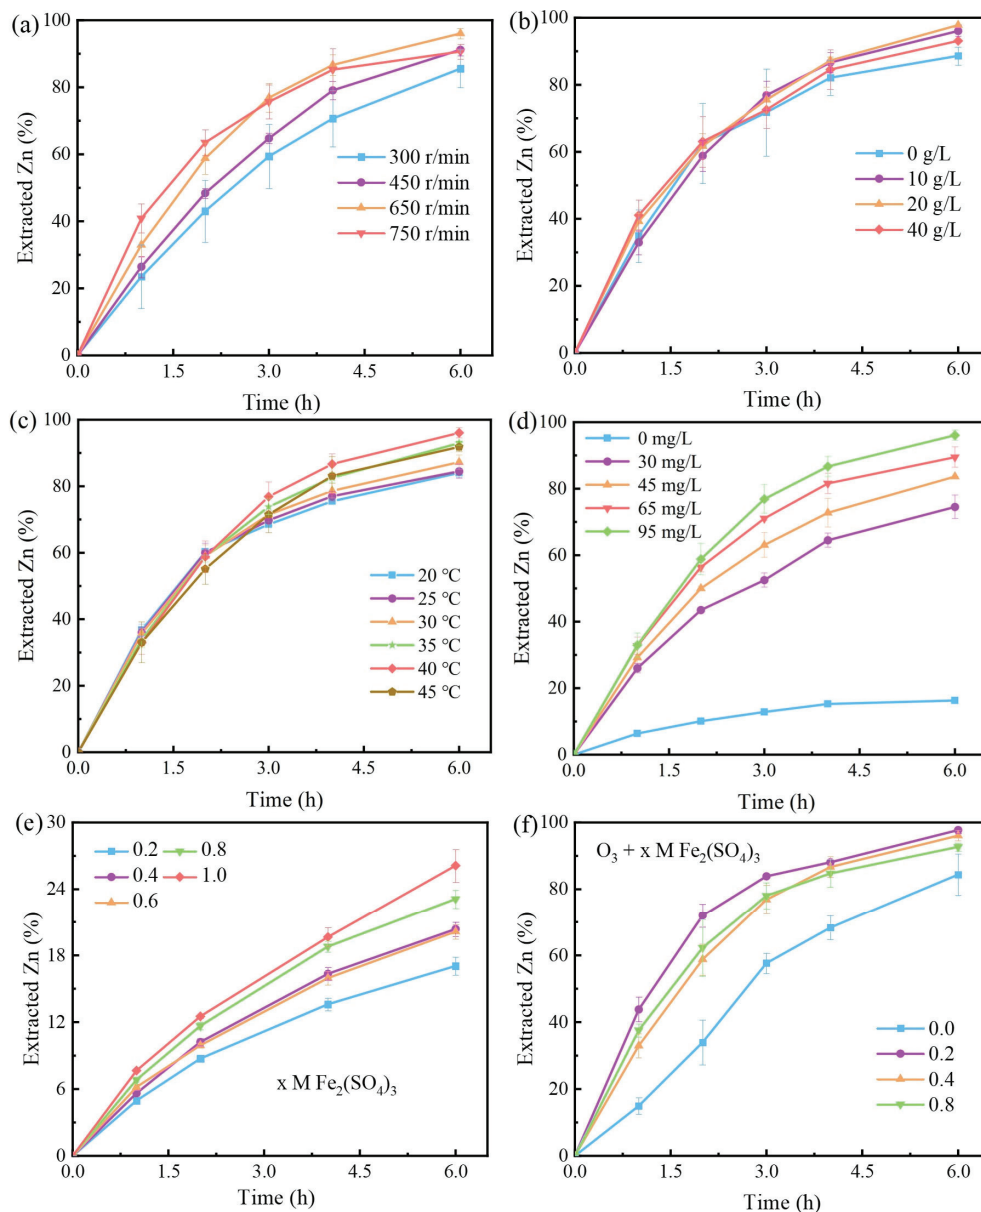 (a)
100
80
60
40
20
0
Extracted Zn (%)
300 r/min
450 r/min
650 r/min
750 r/min
0.0 1.5 3.0 4.5 6.0
Time (h)
(b)
100
80
60
40
20
0
Extracted Zn (%)
0 g/L
10 g/L
20 g/L
40 g/L
0.0 1.5 3.0 4.5 6.0
Time (h)
(c)
100
80
60
40
20
0
Extracted Zn (%)
20 °C
25 °C
30 °C
35 °C
40 °C
45 °C
0.0 1.5 3.0 4.5 6.0
Time (h)
(d)
100
80
60
40
20
0
Extracted Zn (%)
0 mg/L
30 mg/L
45 mg/L
65 mg/L
95 mg/L
0.0 1.5 3.0 4.5 6.0
Time (h)
(e)
30
24
18
12
6
0
Extracted Zn (%)
0.2 0.8
0.4 1.0
0.6
x M Fe₂(SO₄)₃
0.0 1.5 3.0 4.5 6.0
Time (h)
(f)
100
80
60
40
20
0
Extracted Zn (%)
O₃ + x M Fe₂(SO₄)₃
0.0
0.2
0.4
0.8
0.0 1.5 3.0 4.5 6.0
Time (h)